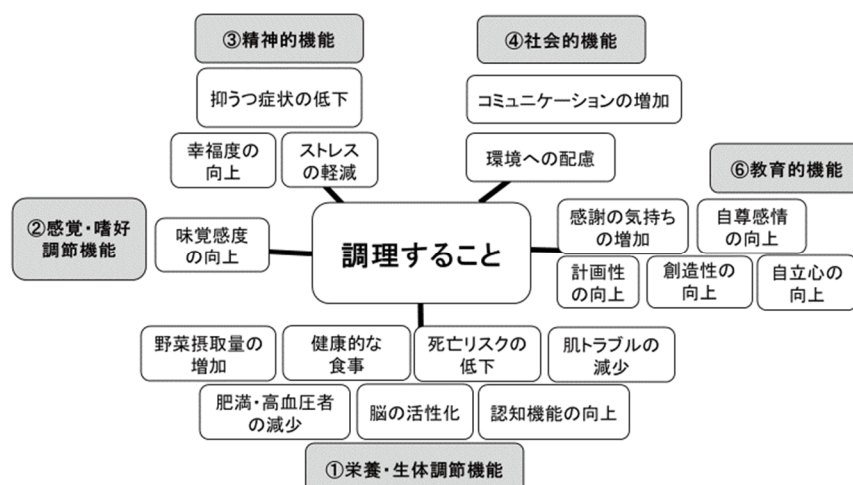 ③精神的機能
④社会的機能
抑うつ症状の低下
コミュニケーションの増加
幸福度の
向上
ストレス
の軽減
環境への配慮
⑥教育的機能
②感覚・嗜好
調節機能
味覚感度
の向上
調理すること
感謝の気持ち
の増加
自尊感情
の向上
計画性
の向上
創造性の
向上
自立心の
向上
野菜摂取量の
増加
健康的な
食事
死亡リスクの
低下
肌トラブルの
減少
肥満・高血圧者
の減少
脳の活性化
認知機能の向上
①栄養・生体調節機能